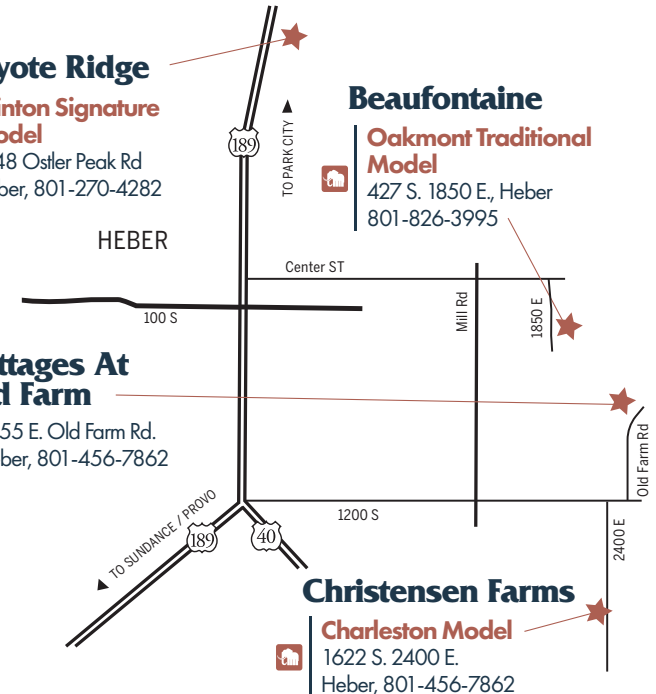 yote Ridge
inton Signature
odel
48 Ostler Peak Rd
ber, 801-270-4282
189
TO PARK CITY
Beaufontaine
Oakmont Traditional
Model
427 S. 1850 E., Heber
801-826-3995
HEBER
Center ST
100 S
Mill Rd
1850 E
ttages At
d Farm
55 E. Old Farm Rd.
ber, 801-456-7862
Old Farm Rd
1200 S
2400 E
TO SUNDANCE / PROVO
189
40
Christensen Farms
Charleston Model
1622 S. 2400 E.
Heber, 801-456-7862